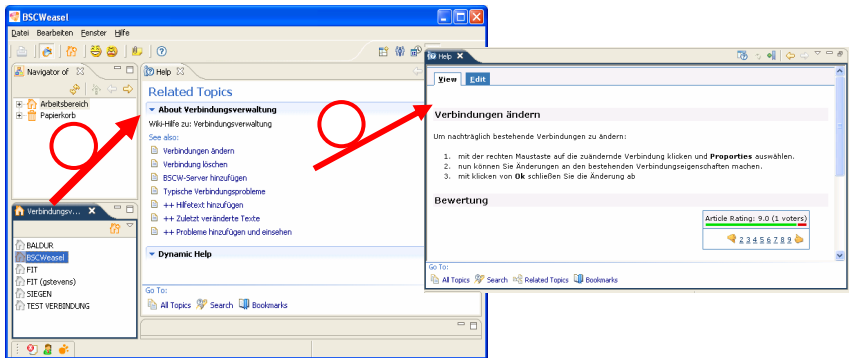 BSCWeasel
Datei Bearbeiten Fenster Hilfe
Navigator of
Arbeitsbereich
Papierkorb
Verbindungsv...
BALDUR
BSCWeasel
FIT
FIT (gstevens)
SIEGEN
TEST VERBINDUNG
Help
Related Topics
About Verbindungsverwaltung
Wiki-Hilfe zu: Verbindungsverwaltung
See also:
Verbindungen ändern
Verbindung löschen
BSCW-Server hinzufügen
Typische Verbindungsprobleme
++ Hilfetext hinzufügen
++ Zuletzt veränderte Texte
++ Probleme hinzufügen und einsehen
Dynamic Help
Go To:
All Topics Search Bookmarks
Help
View Edit
Verbindungen ändern
Um nachträglich bestehende Verbindungen zu ändern:
1. mit der rechten Maustaste auf die zuändernde Verbindung klicken und Proporties auswählen.
2. nun können Sie Änderungen an den bestehenden Verbindungseigenschaften machen.
3. mit klicken von Ok schließen Sie die Änderung ab
Bewertung
Article Rating: 9.0 (1 voters)
2 3 4 5 6 7 8 9
Go To:
All Topics Search Related Topics Bookmarks